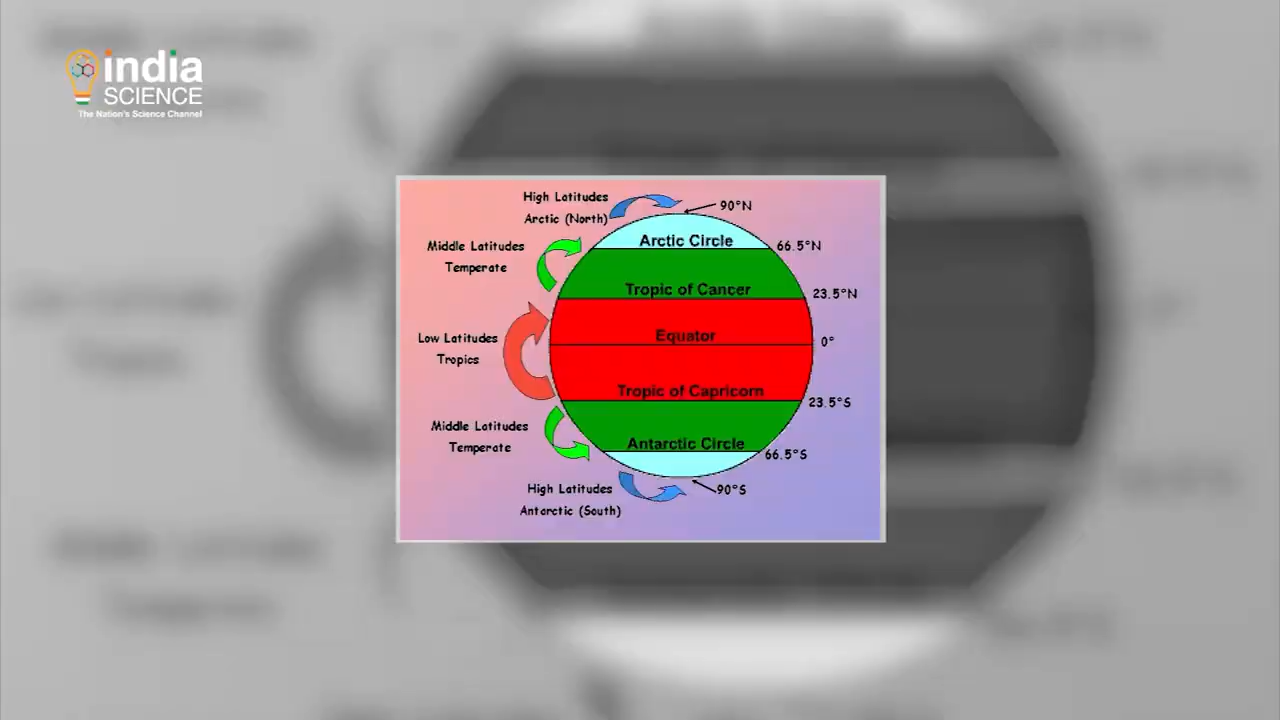 india
SCIENCE
The Nation's Science Channel
High Latitudes
Arctic (North)
90°N
Arctic Circle
66.5°N
Middle Latitudes
Temperate
Tropic of Cancer
23.5°N
Equator
0°
Low Latitudes
Tropics
Tropic of Capricorn
23.5°S
Middle Latitudes
Temperate
Antarctic Circle
66.5°S
High Latitudes
Antarctic (South)
90°S